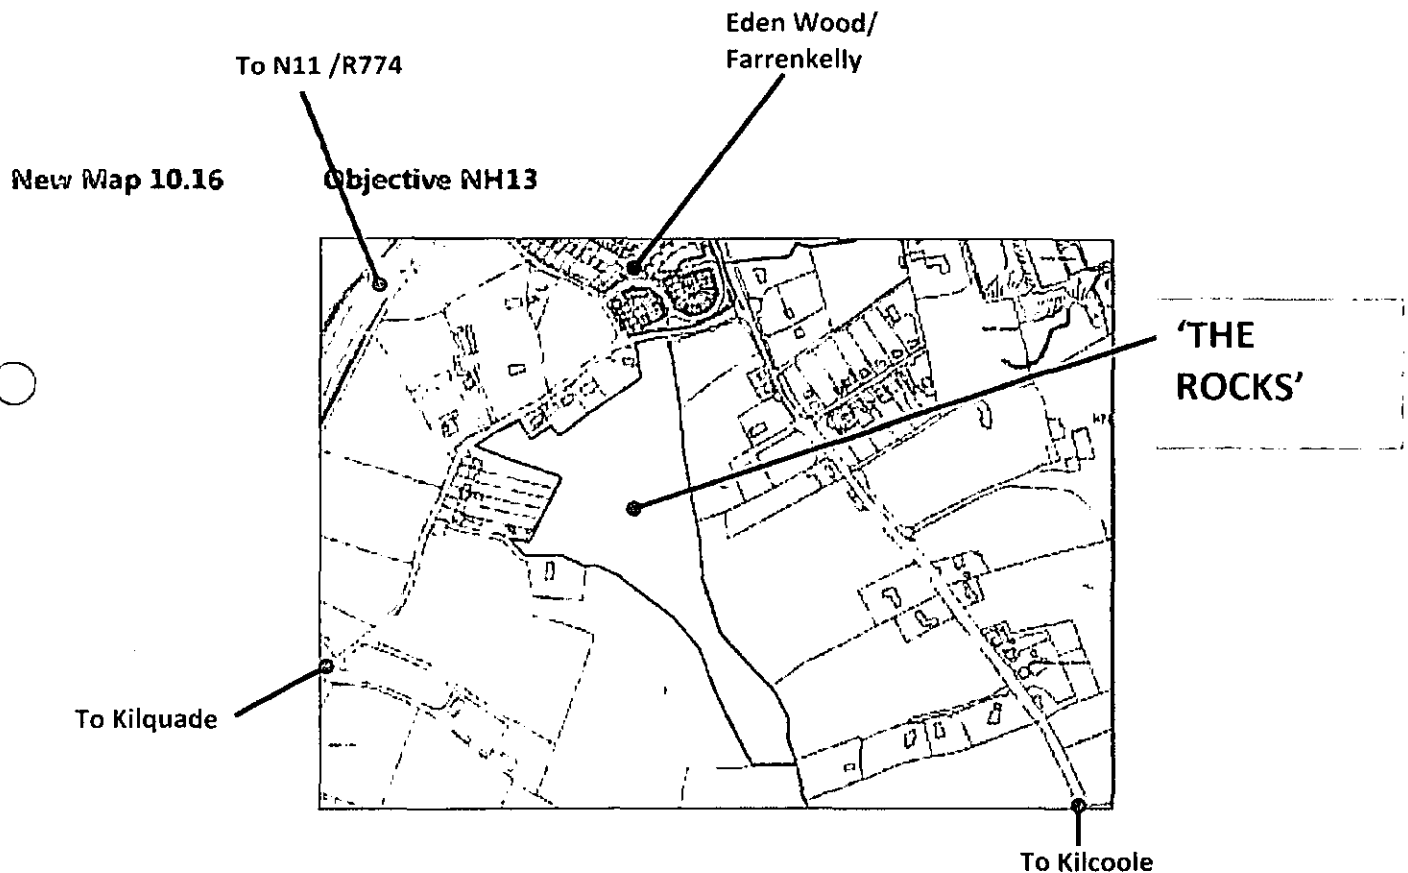 Eden Wood/
Farrenkelly
To N11 /R774
New Map 10.16 Objective NH13
'THE
ROCKS'
To Kilquade
To Kilcoole